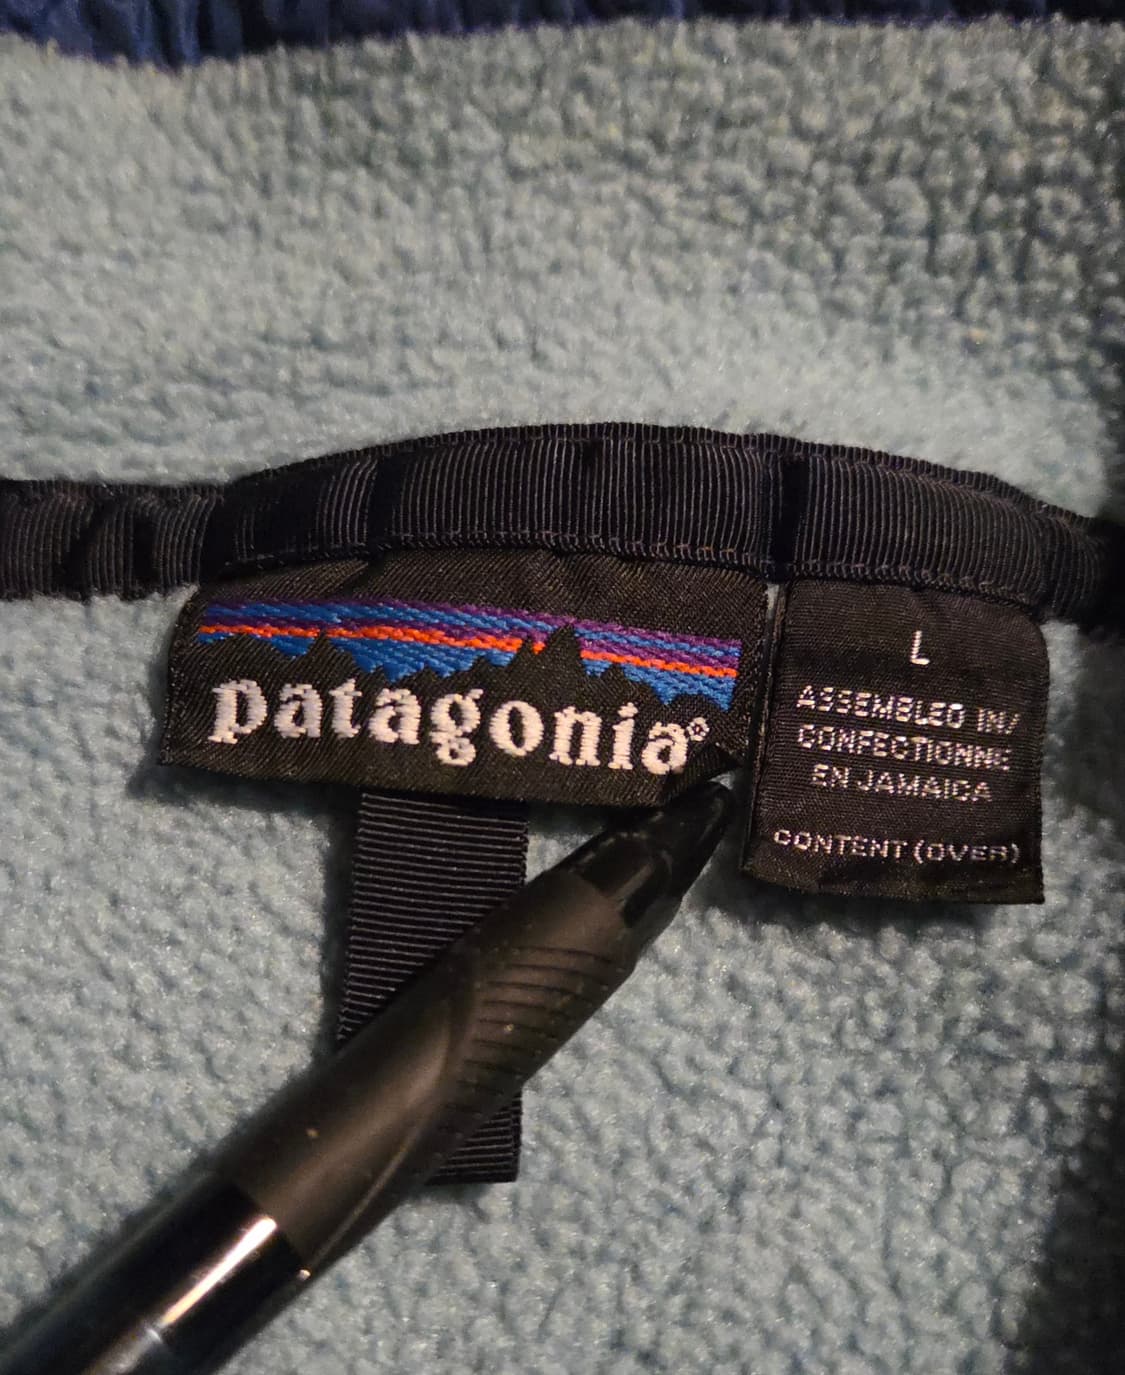 patagonia®
L
ASSEMBLED IN/
CONFECTIONNE
EN JAMAICA
CONTENT (OVER)